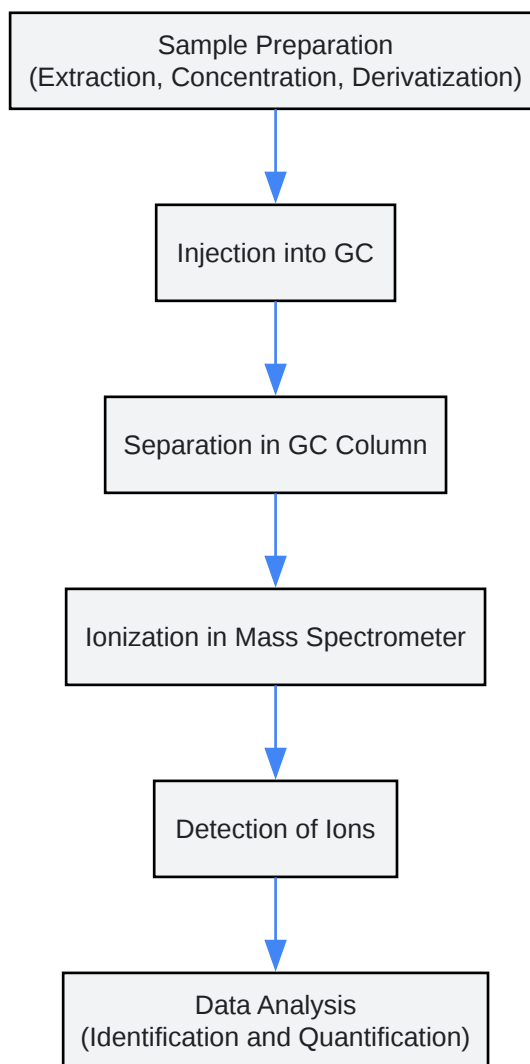 Sample Preparation
(Extraction, Concentration, Derivatization)
Injection into GC
Separation in GC Column
Ionization in Mass Spectrometer
Detection of Ions
Data Analysis
(Identification and Quantification)